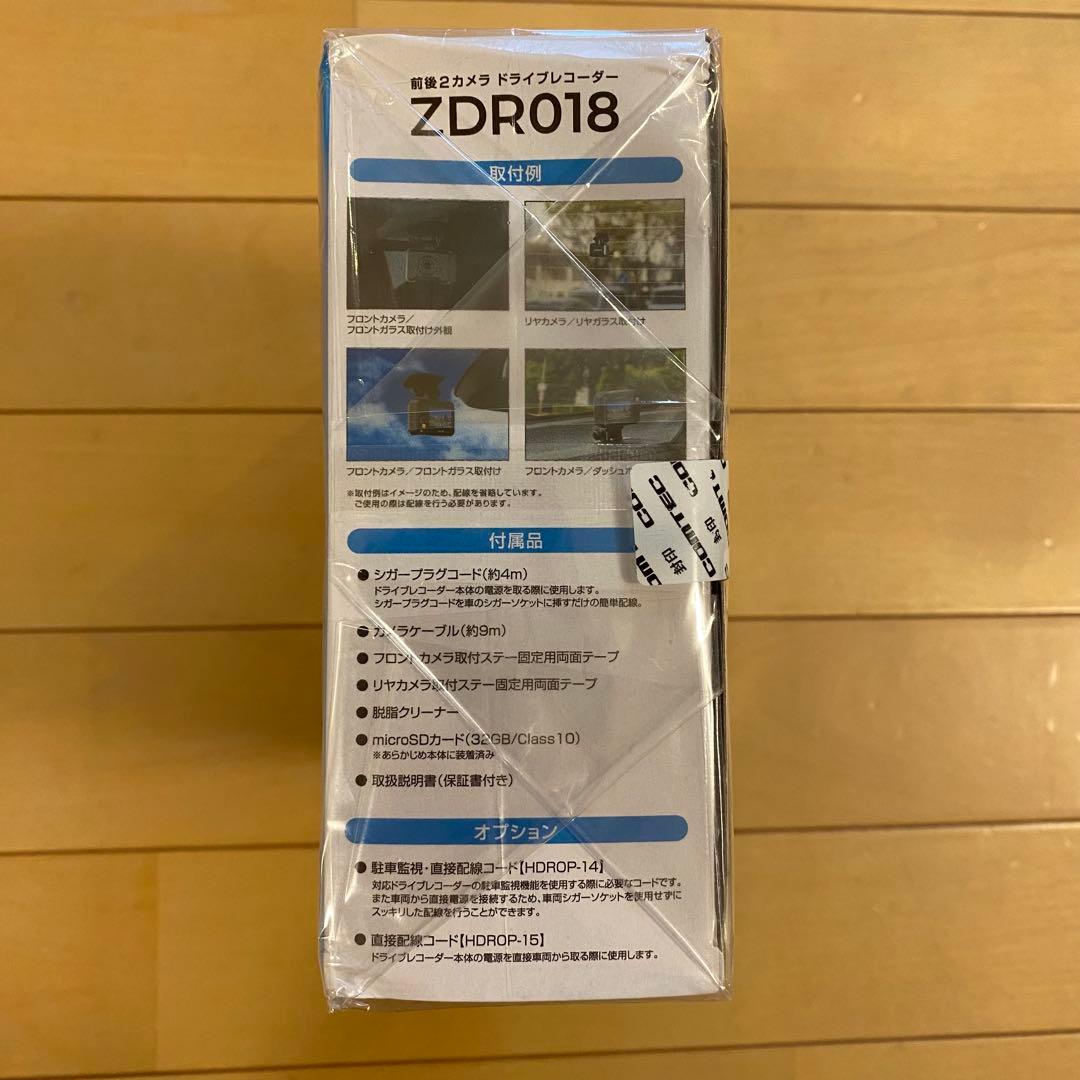 前後2カメラ ドライブレコーダー
ZDR018
取付例
フロントカメラ/
フロントガラス取付け外観
リヤカメラ/リヤガラス取付け
フロントカメラ/フロントガラス取付け
フロントカメラ/ダッシュ
※取付例はイメージのため、配線を省略しています。
ご使用の際は配線を行う必要があります。
COMTEC
封印
付属品
● シガープラグコード(約4m)
ドライブレコーダー本体の電源を取る際に使用します。
シガープラグコードを車のシガーソケットに挿すだけの簡単配線。
● カメラケーブル(約9m)
● フロントカメラ取付ステー固定用両面テープ
● リヤカメラ取付ステー固定用両面テープ
● 脱脂クリーナー
● microSDカード(32GB/Class10)
※あらかじめ本体に装着済み
● 取扱説明書(保証書付き)
オプション
● 駐車監視・直接配線コード【HDROP-14】
対応ドライブレコーダーの駐車監視機能を使用する際に必要なコードです。
また車両から直接電源を接続するため、車両シガーソケットを使用せずに
スッキリした配線を行うことができます。
● 直接配線コード【HDROP-15】
ドライブレコーダー本体の電源を直接車両から取る際に使用します。